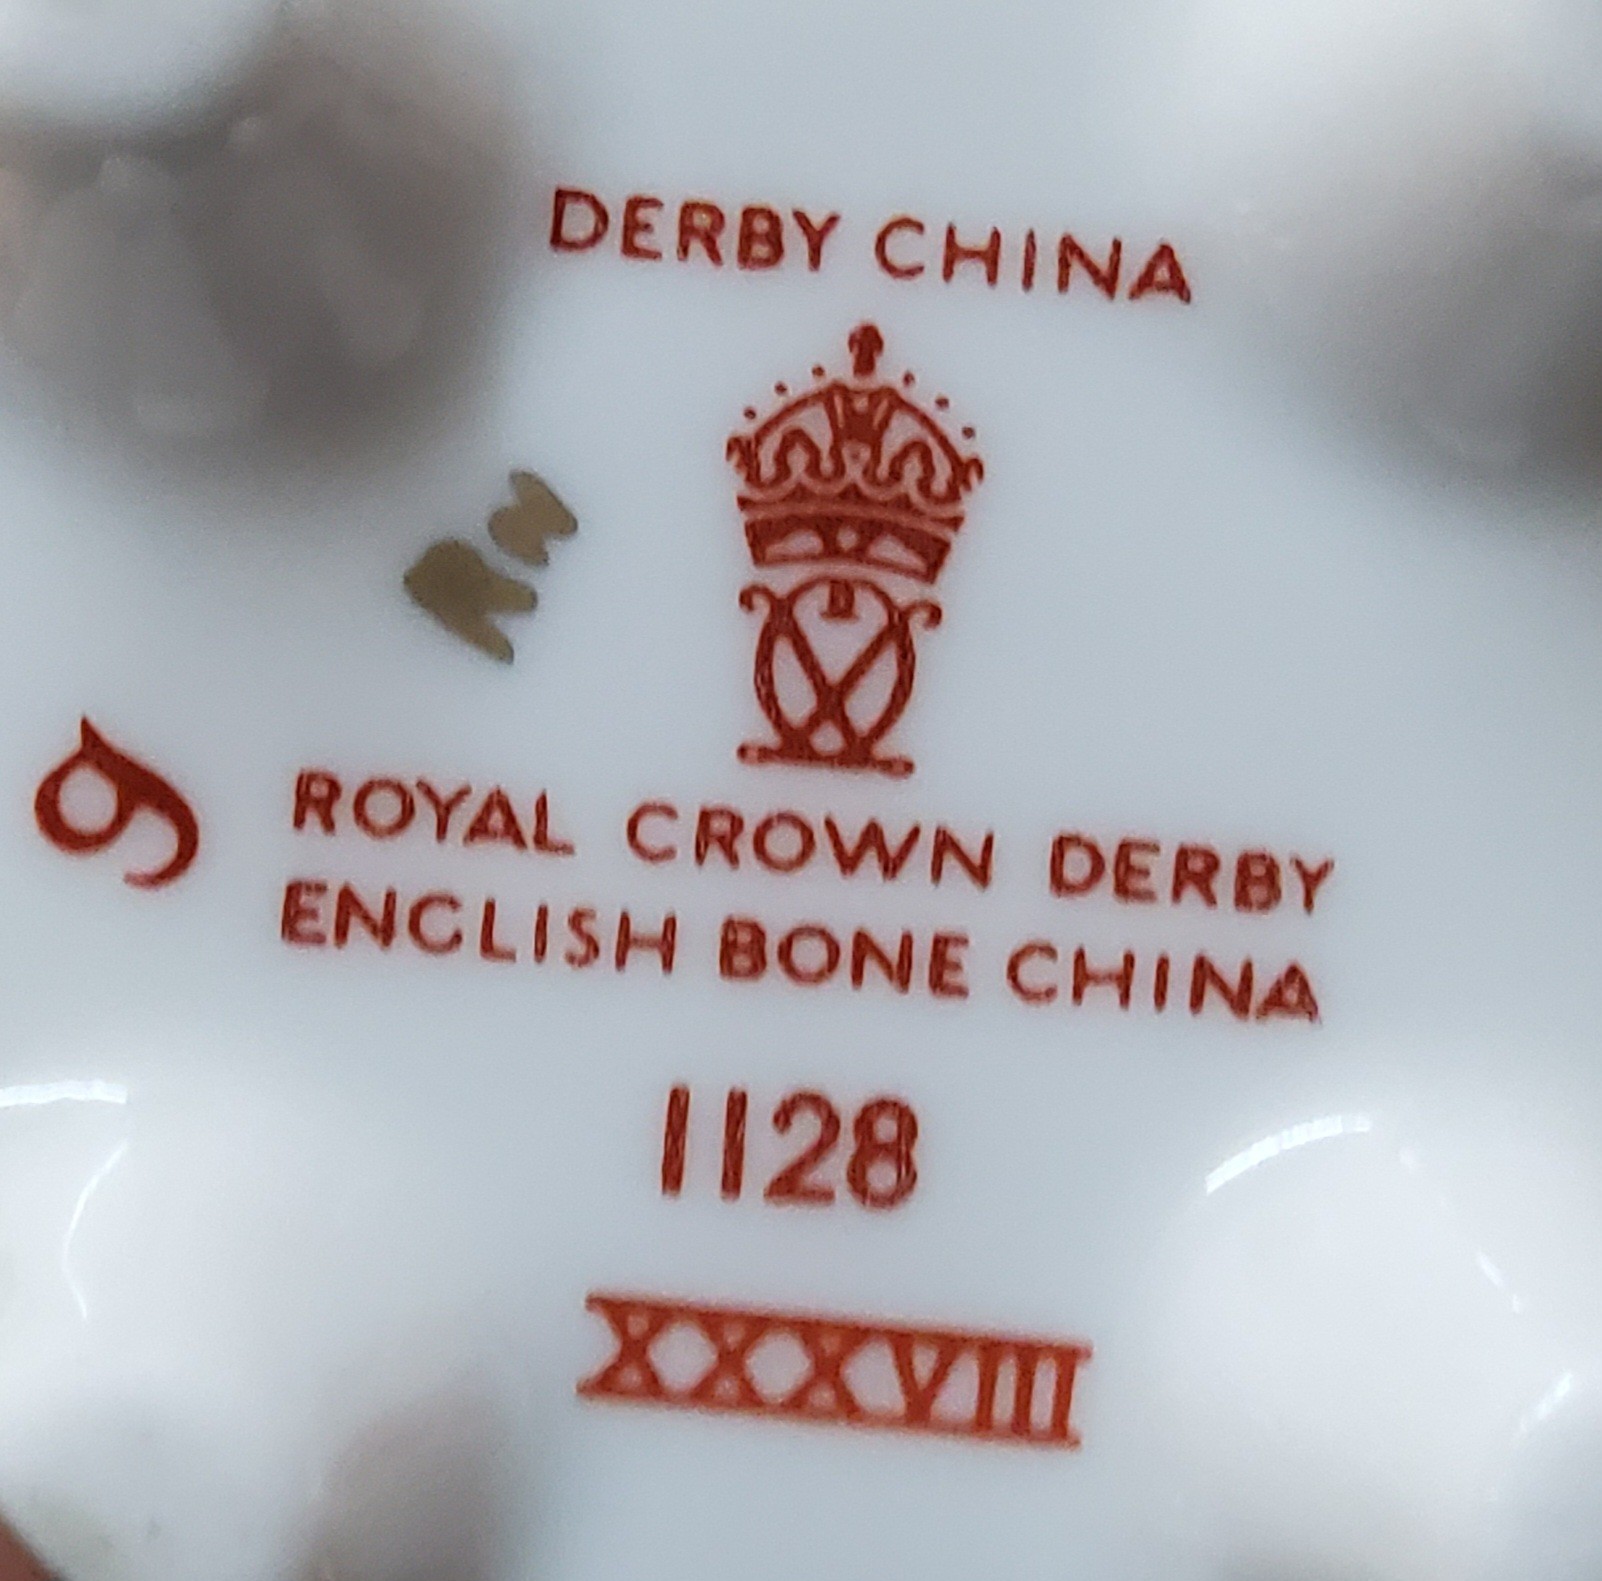 DERBY CHINA
ROYAL CROWN DERBY
ENGLISH BONE CHINA
1128
XXXVIII